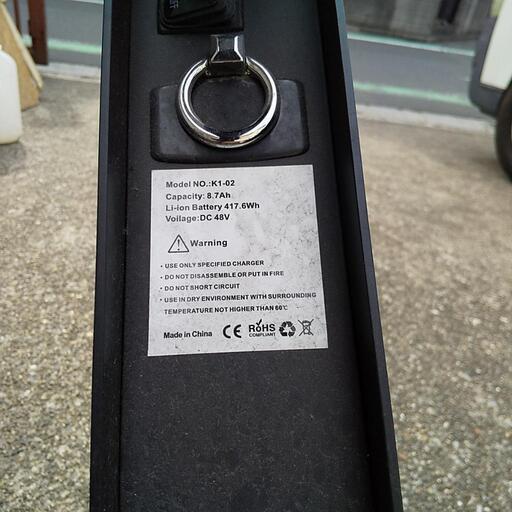 Model NO.:K1-02
Capacity: 8.7Ah
Li-ion Battery 417.6Wh
Voilage:DC 48V
Warning
• USE ONLY SPECIFIED CHARGER
• DO NOT DISASSEMBLE OR PUT IN FIRE
• DO NOT SHORT CIRCUIT
• USE IN DRY ENVIRONMENT WITH SURROUNDING
TEMPERATURE NOT HIGHER THAN 60℃
Made in China CE RoHS
COMPLIANT